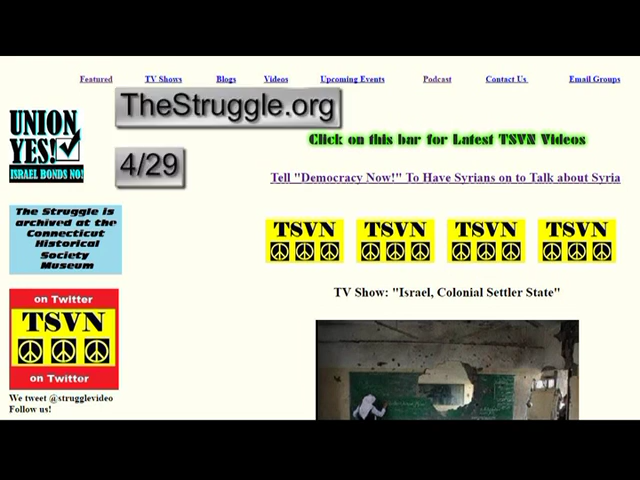 Featured TV Shows Blogs Videos Upcoming Events Podcast Contact Us Email Groups
TheStruggle.org
UNION
YES!
ISRAEL BONDS NO!
Click on this bar for Latest TSVN Videos
4/29
Tell "Democracy Now!" To Have Syrians on to Talk about Syria
The Struggle is
archived at the
Connecticut
Historical
Society
Museum
TSVN TSVN TSVN TSVN
TV Show: "Israel, Colonial Settler State"
on Twitter
TSVN
on Twitter
We tweet @strugglevideo
Follow us!